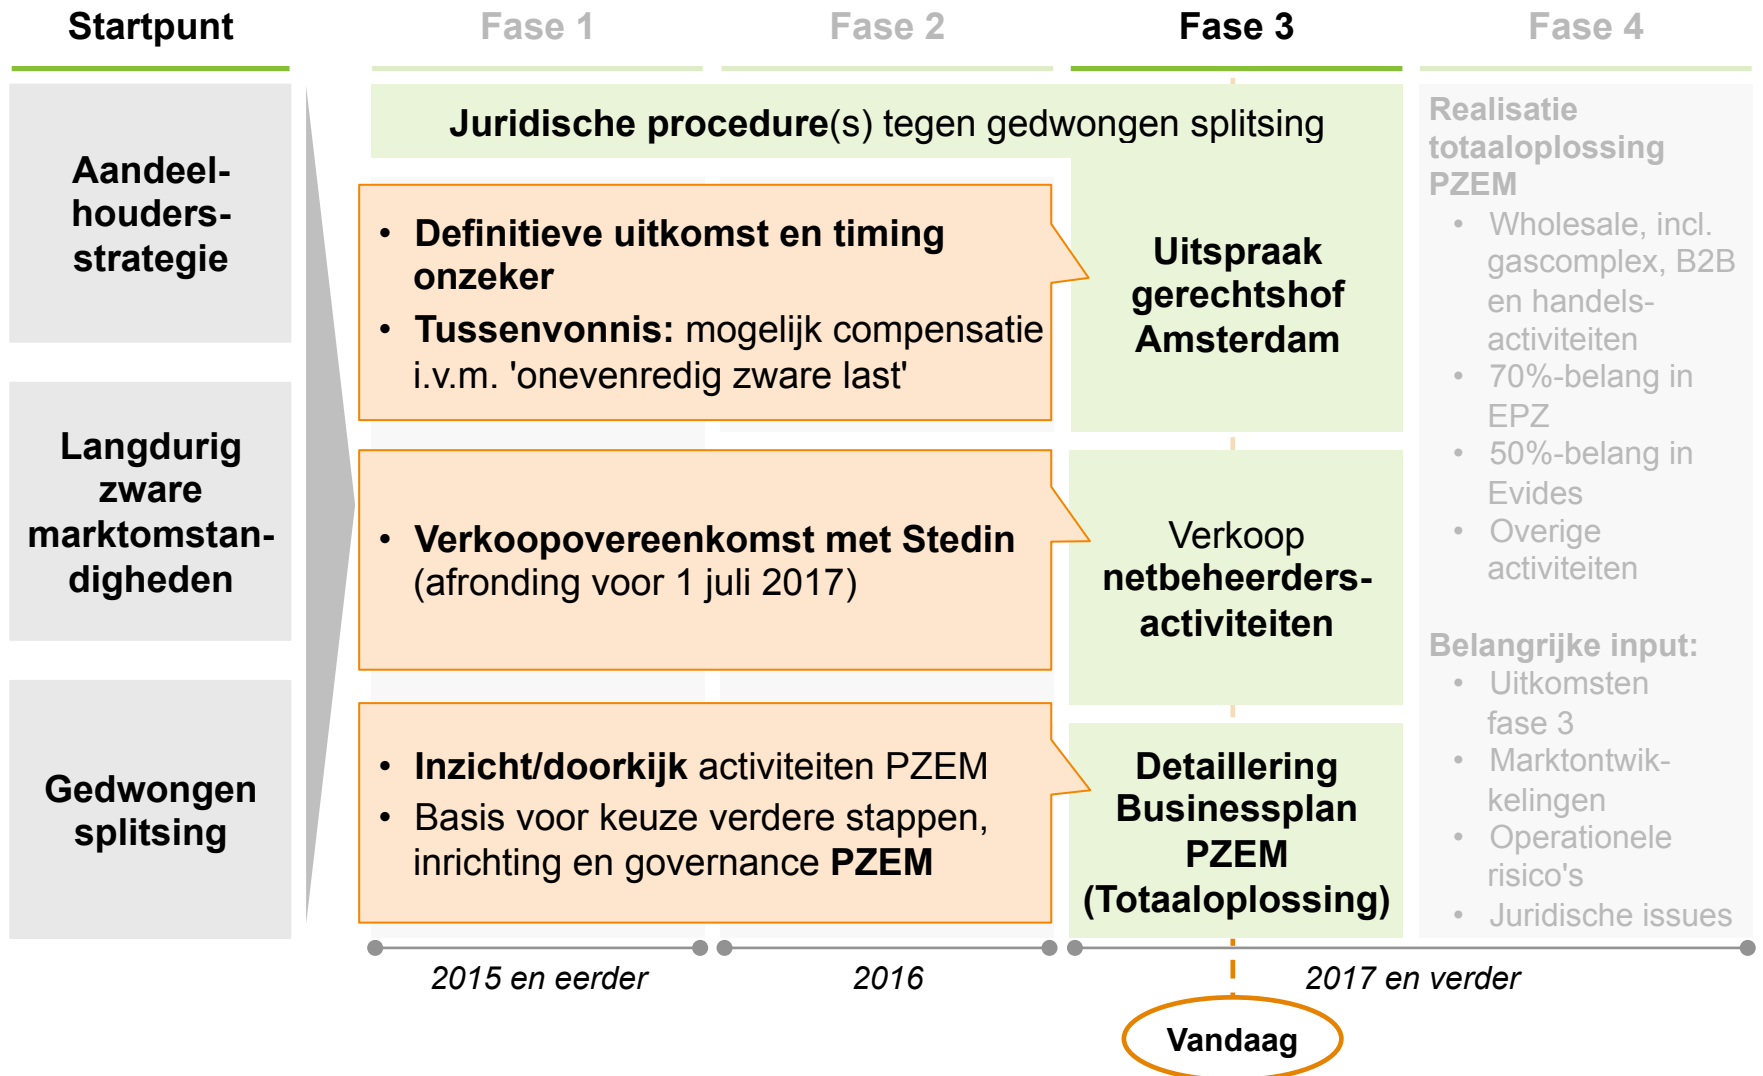 Startpunt
Fase 1
Fase 2
Fase 3
Fase 4
Aandeel-
houders-
strategie
Langdurig
zware
marktomstan-
digheden
Gedwongen
splitsing
Juridische procedure(s) tegen gedwongen splitsing
• Definitieve uitkomst en timing
onzeker
• Tussenvonnis: mogelijk compensatie
i.v.m. 'onevenredig zware last'
Uitspraak
gerechtshof
Amsterdam
• Verkoopovereenkomst met Stedin
(afronding voor 1 juli 2017)
Verkoop
netbeheerders-
activiteiten
• Inzicht/doorkijk activiteiten PZEM
• Basis voor keuze verdere stappen,
inrichting en governance PZEM
Detaillering
Businessplan
PZEM
(Totaaloplossing)
Realisatie
totaaloplossing
PZEM
• Wholesale, incl.
gascomplex, B2B
en handels-
activiteiten
• 70%-belang in
EPZ
• 50%-belang in
Evides
• Overige
activiteiten
Belangrijke input:
• Uitkomsten
fase 3
• Marktontwik-
kelingen
• Operationele
risico's
• Juridische issues
2015 en eerder
2016
2017 en verder
Vandaag